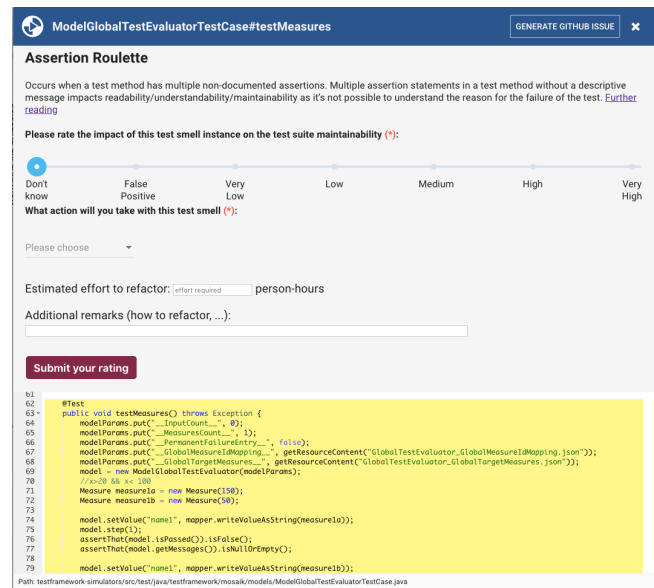 ModelGlobalTestEvaluatorTestCase#testMeasures
GENERATE GITHUB ISSUE
Assertion Roulette
Occurs when a test method has multiple non-documented assertions. Multiple assertion statements in a test method without a descriptive
message impacts readability/understandability/maintainability as it's not possible to understand the reason for the failure of the test. Further
reading
Please rate the impact of this test smell instance on the test suite maintainability (*):
Don't know
False Positive
Very Low
Low
Medium
High
Very High
What action will you take with this test smell (*):
Please choose
Estimated effort to refactor: effort required person-hours
Additional remarks (how to refactor, ...):
Submit your rating
61
62 @Test
63 public void testMeasures() throws Exception {
64 modelParams.put("__InputCount__", 0);
65 modelParams.put("__MeasuresCount__", 1);
66 modelParams.put("__PermanentFailureEntry__", false);
67 modelParams.put("__GlobalMeasureIdMapping__", getResourceContent("GlobalTestEvaluator_GlobalMeasureIdMapping.json"));
68 modelParams.put("__GlobalTargetMeasures__", getResourceContent("GlobalTestEvaluator_GlobalTargetMeasures.json"));
69 model = new ModelGlobalTestEvaluator(modelParams);
70 //x>20 && x< 100
71 Measure measure1a = new Measure(150);
72 Measure measure1b = new Measure(50);
73
74 model.setValue("name1", mapper.writeValueAsString(measure1a));
75 model.step(1);
76 assertThat(model.isPassed()).isFalse();
77 assertThat(model.getMessages()).isNullOrEmpty();
78
79 model.setValue("name1", mapper.writeValueAsString(measure1b));
Path: testframework-simulators/src/test/java/testframework/mosaik/models/ModelGlobalTestEvaluatorTestCase.java